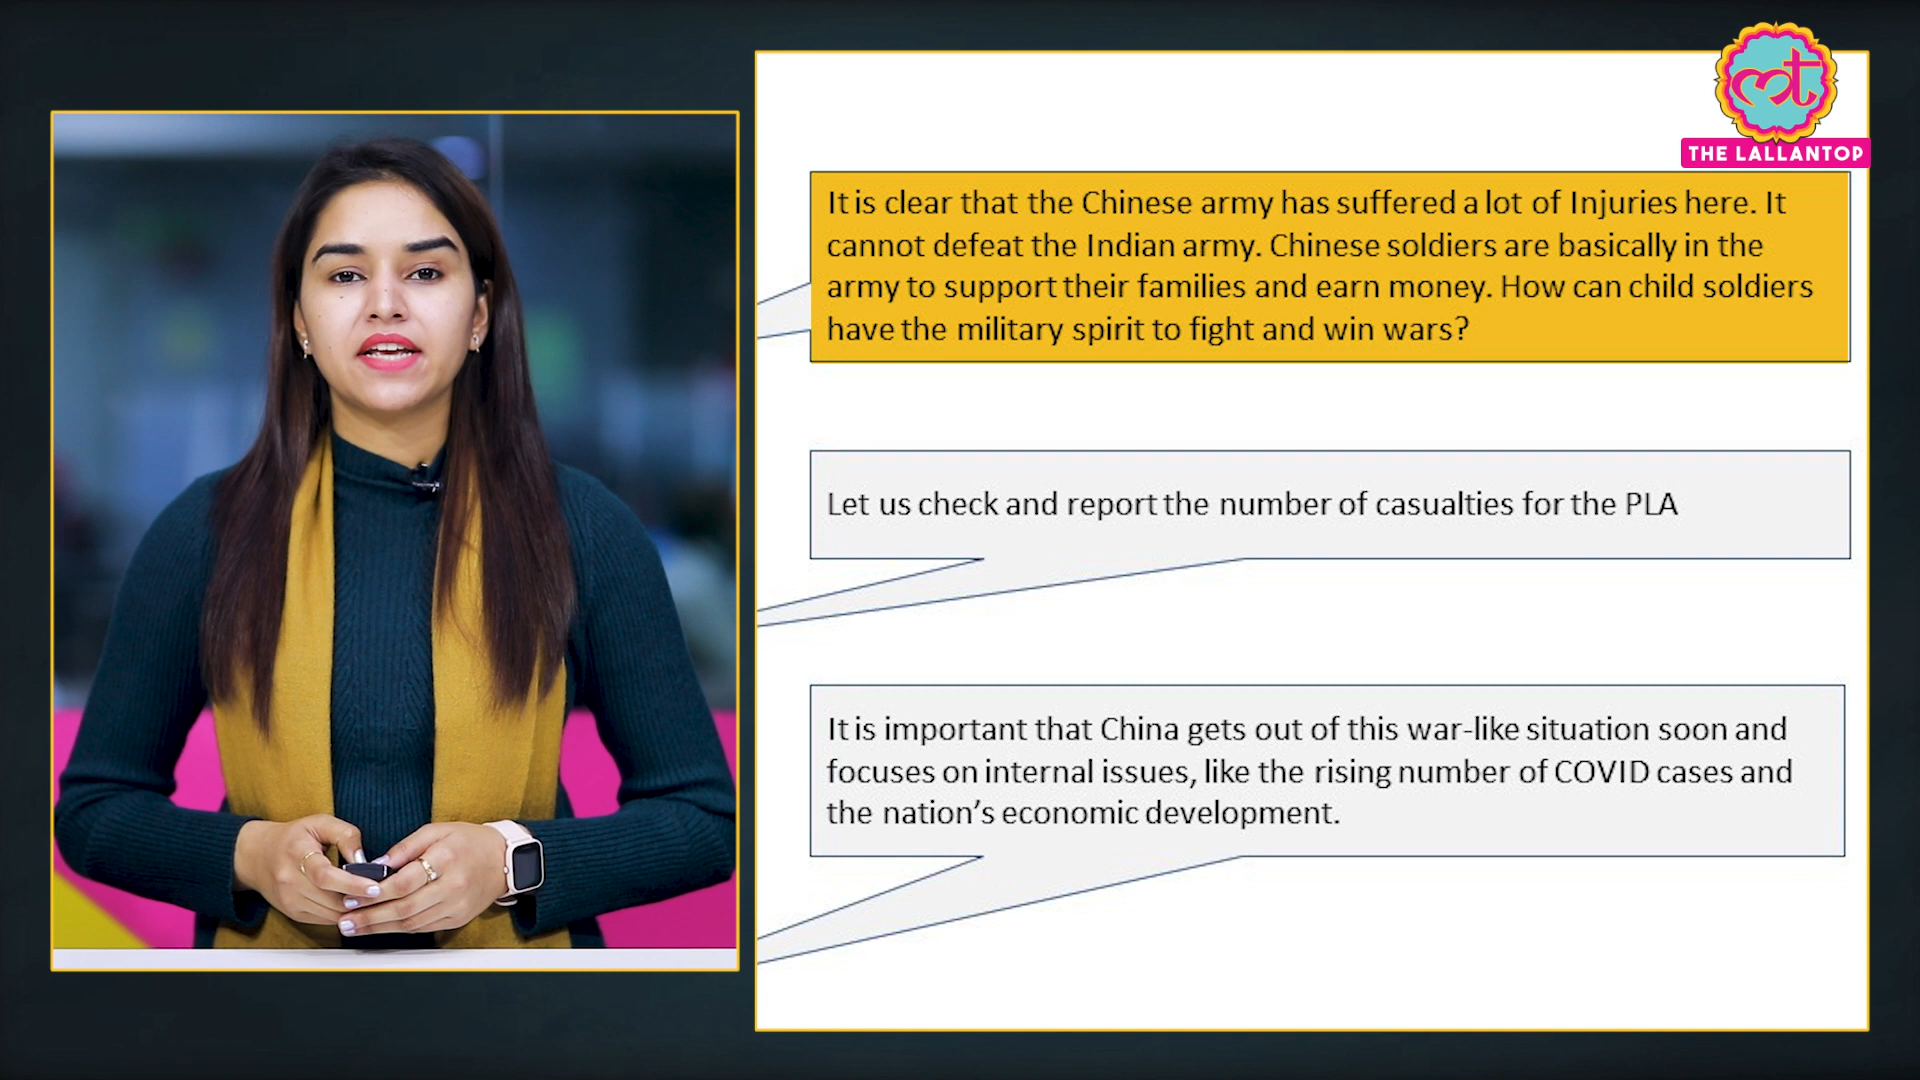 THE LALLANTOP
It is clear that the Chinese army has suffered a lot of Injuries here. It
cannot defeat the Indian army. Chinese soldiers are basically in the
army to support their families and earn money. How can child soldiers
have the military spirit to fight and win wars?
Let us check and report the number of casualties for the PLA
It is important that China gets out of this war-like situation soon and
focuses on internal issues, like the rising number of COVID cases and
the nation’s economic development.